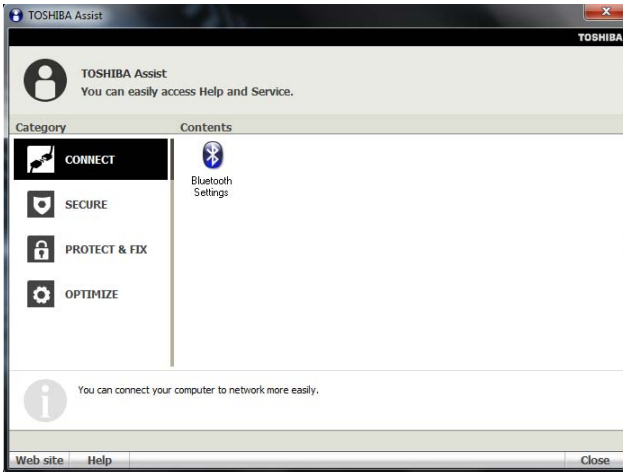 TOSHIBA Assist
TOSHIBA
TOSHIBA Assist
You can easily access Help and Service.
Category
Contents
CONNECT
Bluetooth
Settings
SECURE
PROTECT & FIX
OPTIMIZE
You can connect your computer to network more easily.
Web site
Help
Close